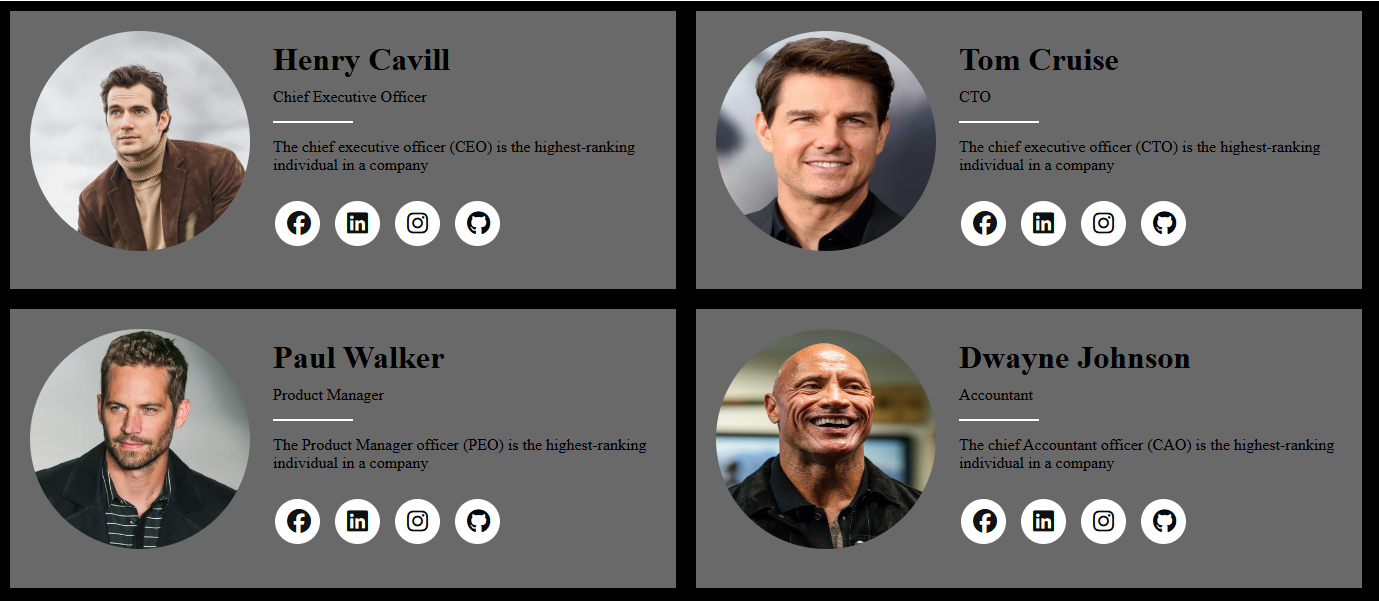 Henry Cavill
Chief Executive Officer
The chief executive officer (CEO) is the highest-ranking
individual in a company
Tom Cruise
CTO
The chief executive officer (CTO) is the highest-ranking
individual in a company
Paul Walker
Product Manager
The Product Manager officer (PEO) is the highest-ranking
individual in a company
Dwayne Johnson
Accountant
The chief Accountant officer (CAO) is the highest-ranking
individual in a company